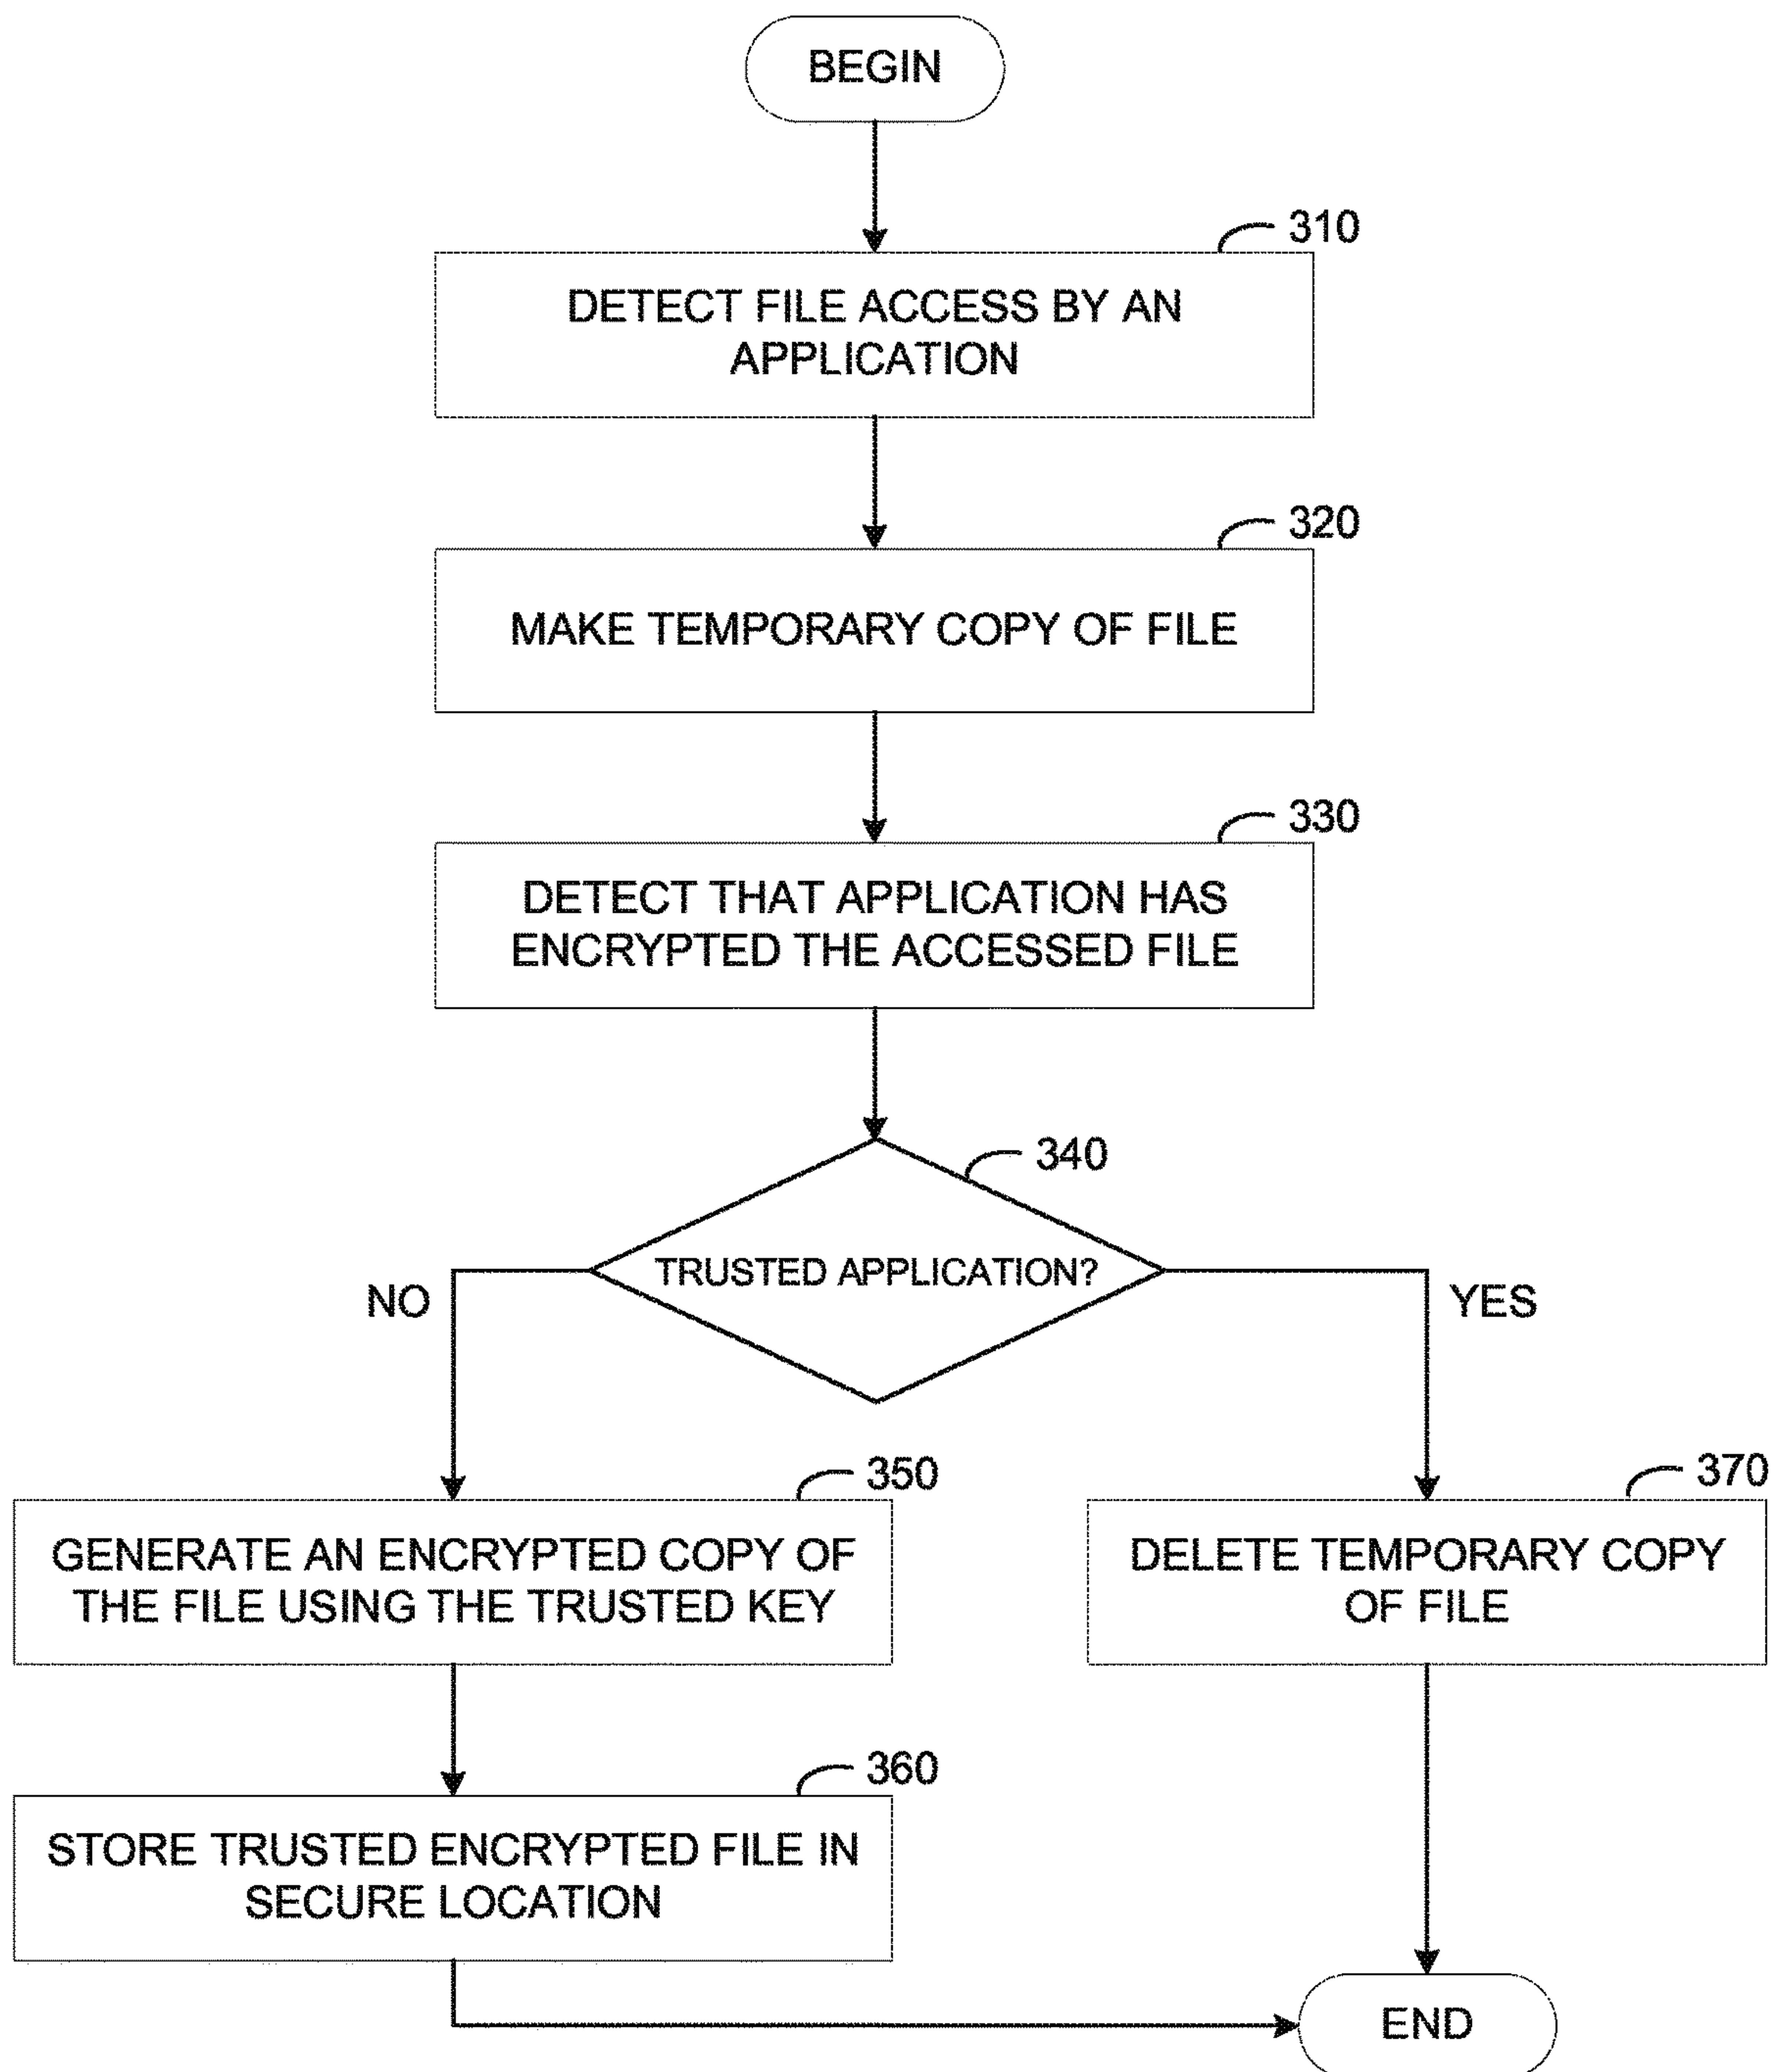 BEGIN
310
DETECT FILE ACCESS BY AN
APPLICATION
320
MAKE TEMPORARY COPY OF FILE
330
DETECT THAT APPLICATION HAS
ENCRYPTED THE ACCESSED FILE
340
TRUSTED APPLICATION?
NO
YES
350
GENERATE AN ENCRYPTED COPY OF
THE FILE USING THE TRUSTED KEY
370
DELETE TEMPORARY COPY
OF FILE
360
STORE TRUSTED ENCRYPTED FILE IN
SECURE LOCATION
END